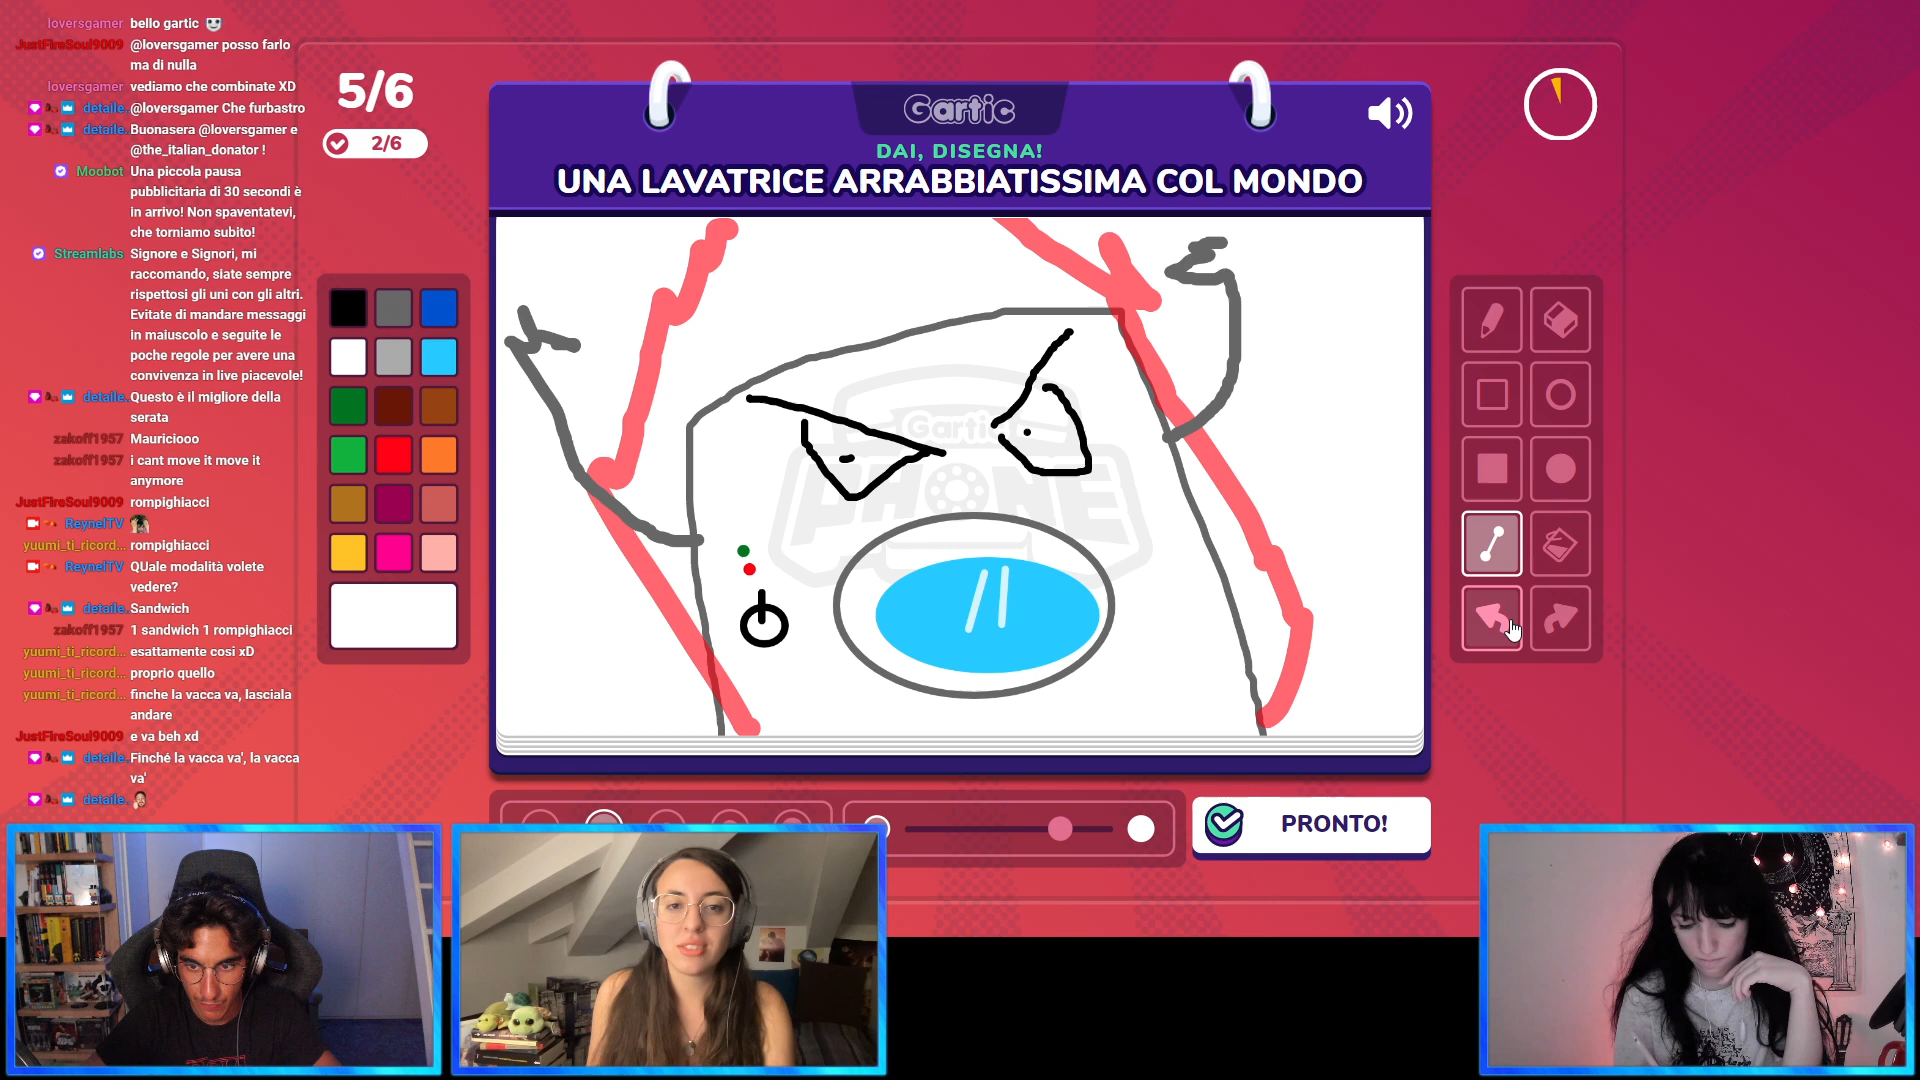 loversgamer bello gartic
JustFireSoul9009 @loversgamer posso farlo
ma di nulla
loversgamer vediamo che combinate XD
detaile... @loversgamer Che furbastro
detaile... Buonasera @loversgamer e
@the_italian_donator !
Moobot Una piccola pausa
pubblicitaria di 30 secondi è
in arrivo! Non spaventatevi,
che torniamo subito!
Streamlabs Signore e Signori, mi
raccomando, siate sempre
rispettosi gli uni con gli altri.
Evitate di mandare messaggi
in maiuscolo e seguite le
poche regole per avere una
convivenza in live piacevole!
detaile... Questo è il migliore della
serata
zakoff1957 Mauriciooo
zakoff1957 i cant move it move it
anymore
JustFireSoul9009 rompighiacci
ReynelTV
yuumi_ti_ricord... rompighiacci
ReynelTV QUale modalità volete
vedere?
detaile... Sandwich
zakoff1957 1 sandwich 1 rompighiacci
yuumi_ti_ricord... esattamente cosi xD
yuumi_ti_ricord... proprio quello
yuumi_ti_ricord... finche la vacca va, lasciala
andare
JustFireSoul9009 e va beh xd
detaile... Finché la vacca va', la vacca
va'
detaile...
5/6
2/6
Gartic
DAI, DISEGNA!
UNA LAVATRICE ARRABBIATISSIMA COL MONDO
Gartic
PHONE
PRONTO!